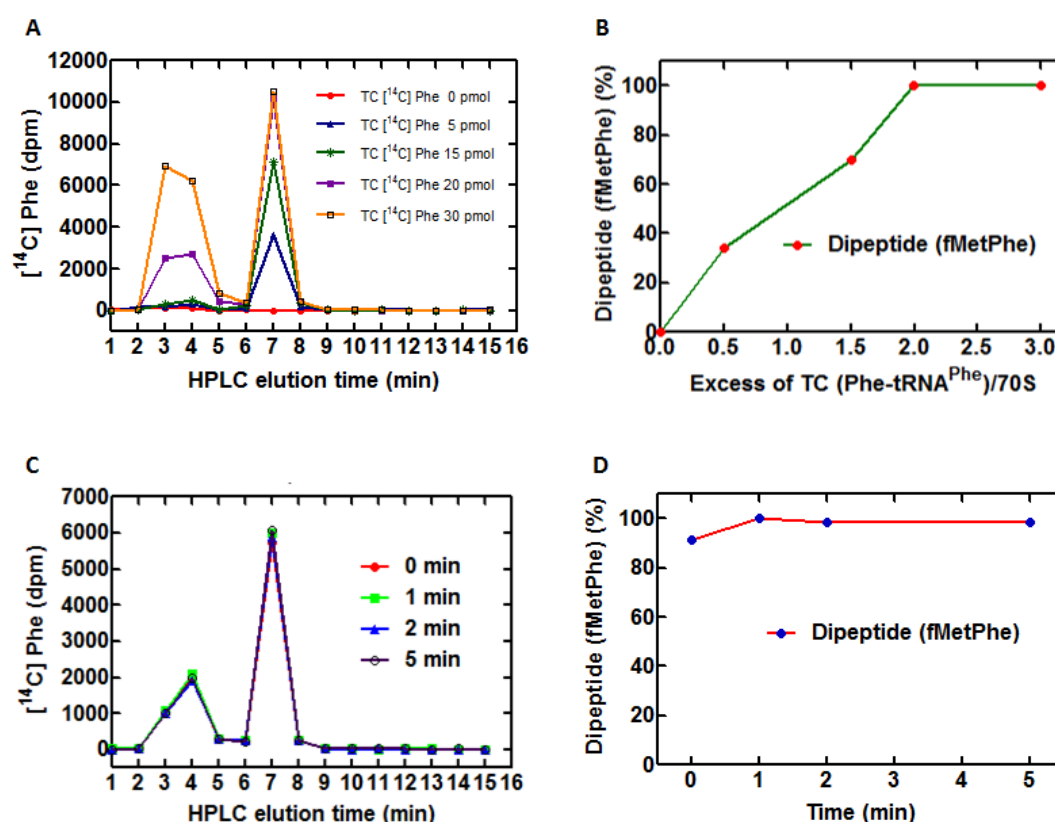 A
12000
10000
8000
6000
4000
2000
0
[¹⁴C] Phe (dpm)
TC [¹⁴C] Phe 0 pmol
TC [¹⁴C] Phe 5 pmol
TC [¹⁴C] Phe 15 pmol
TC [¹⁴C] Phe 20 pmol
TC [¹⁴C] Phe 30 pmol
1 2 3 4 5 6 7 8 9 10 11 12 13 14 15 16
HPLC elution time (min)
B
100
80
60
40
20
0
Dipeptide (fMetPhe) (%)
Dipeptide (fMetPhe)
0.0 0.5 1.0 1.5 2.0 2.5 3.0
Excess of TC (Phe-tRNA^Phe)/70S
C
7000
6000
5000
4000
3000
2000
1000
0
[¹⁴C] Phe (dpm)
0 min
1 min
2 min
5 min
1 2 3 4 5 6 7 8 9 10 11 12 13 14 15 16
HPLC elution time (min)
D
100
80
60
40
20
0
Dipeptide (fMetPhe) (%)
Dipeptide (fMetPhe)
0 1 2 3 4 5
Time (min)